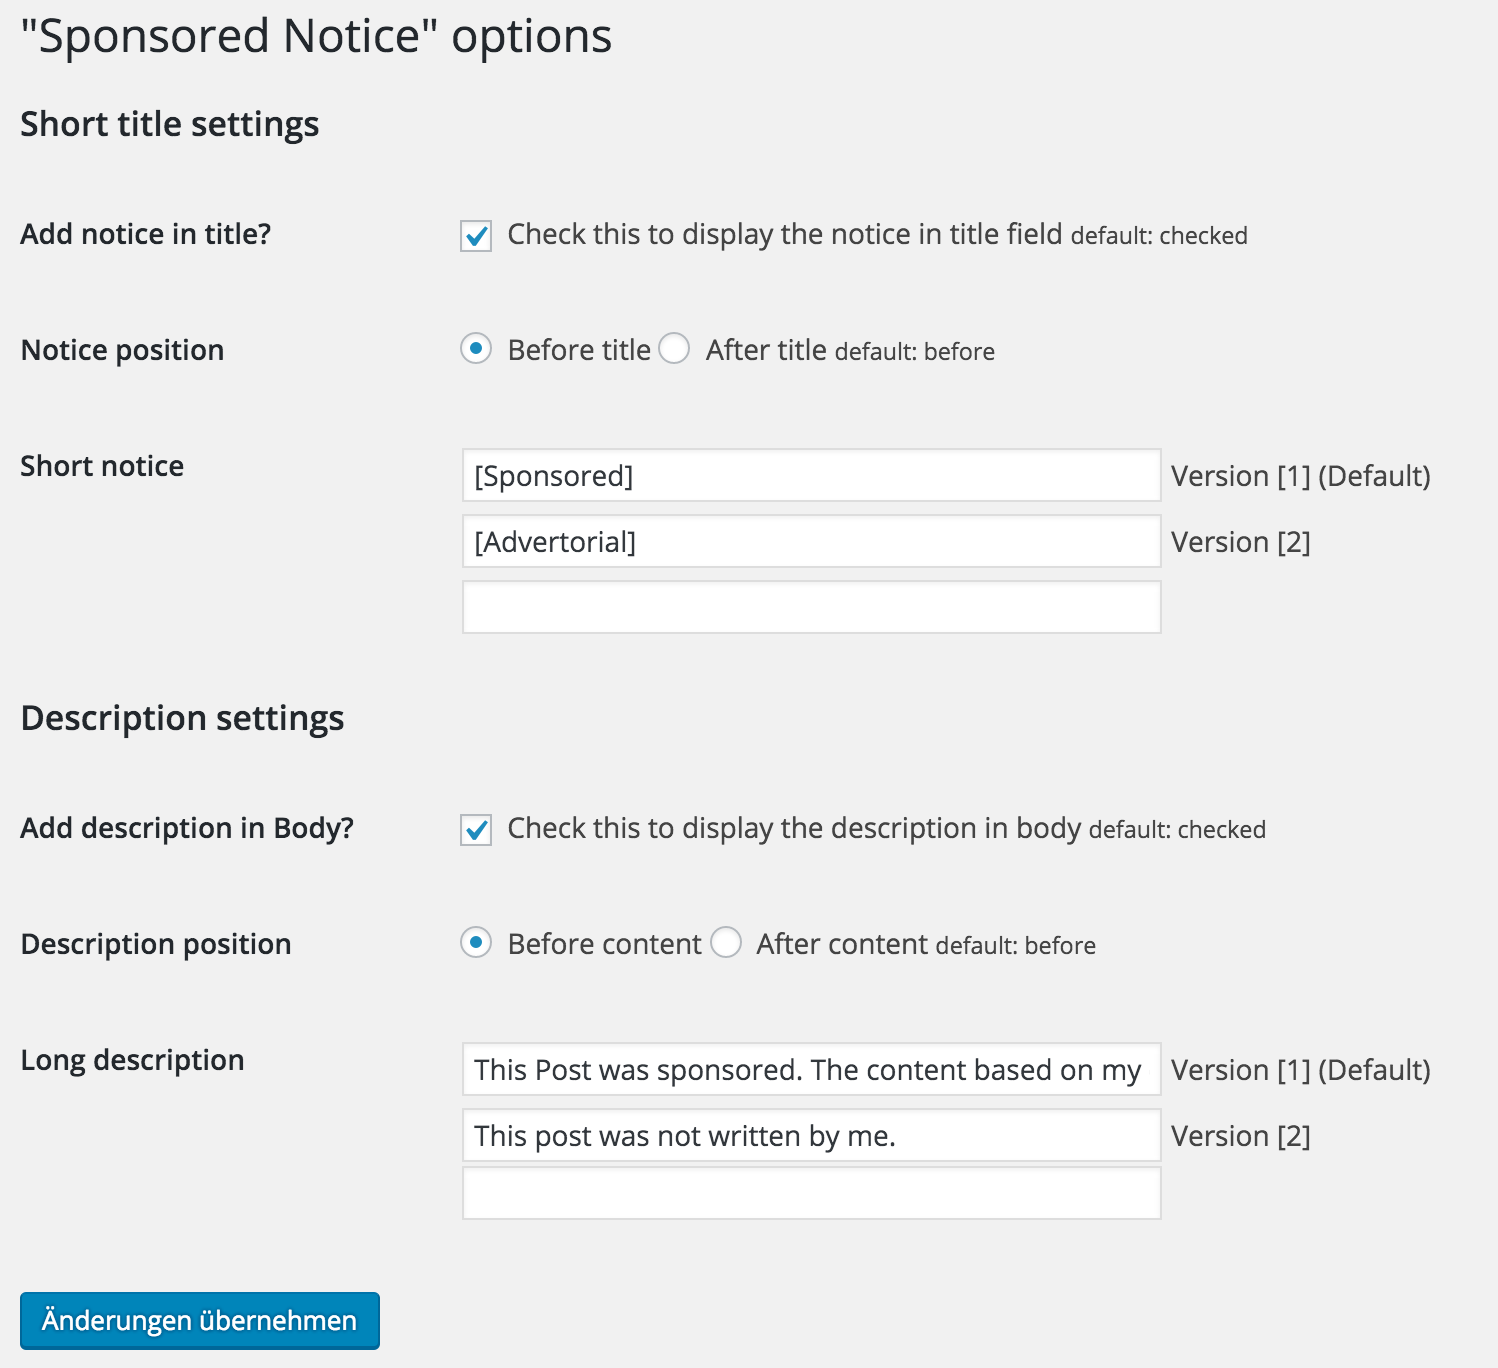 "Sponsored Notice" options
Short title settings
Add notice in title? Check this to display the notice in title field default: checked
Notice position Before title After title default: before
Short notice [Sponsored] Version [1] (Default)
[Advertorial] Version [2]
Description settings
Add description in Body? Check this to display the description in body default: checked
Description position Before content After content default: before
Long description This Post was sponsored. The content based on my Version [1] (Default)
This post was not written by me. Version [2]
Änderungen übernehmen